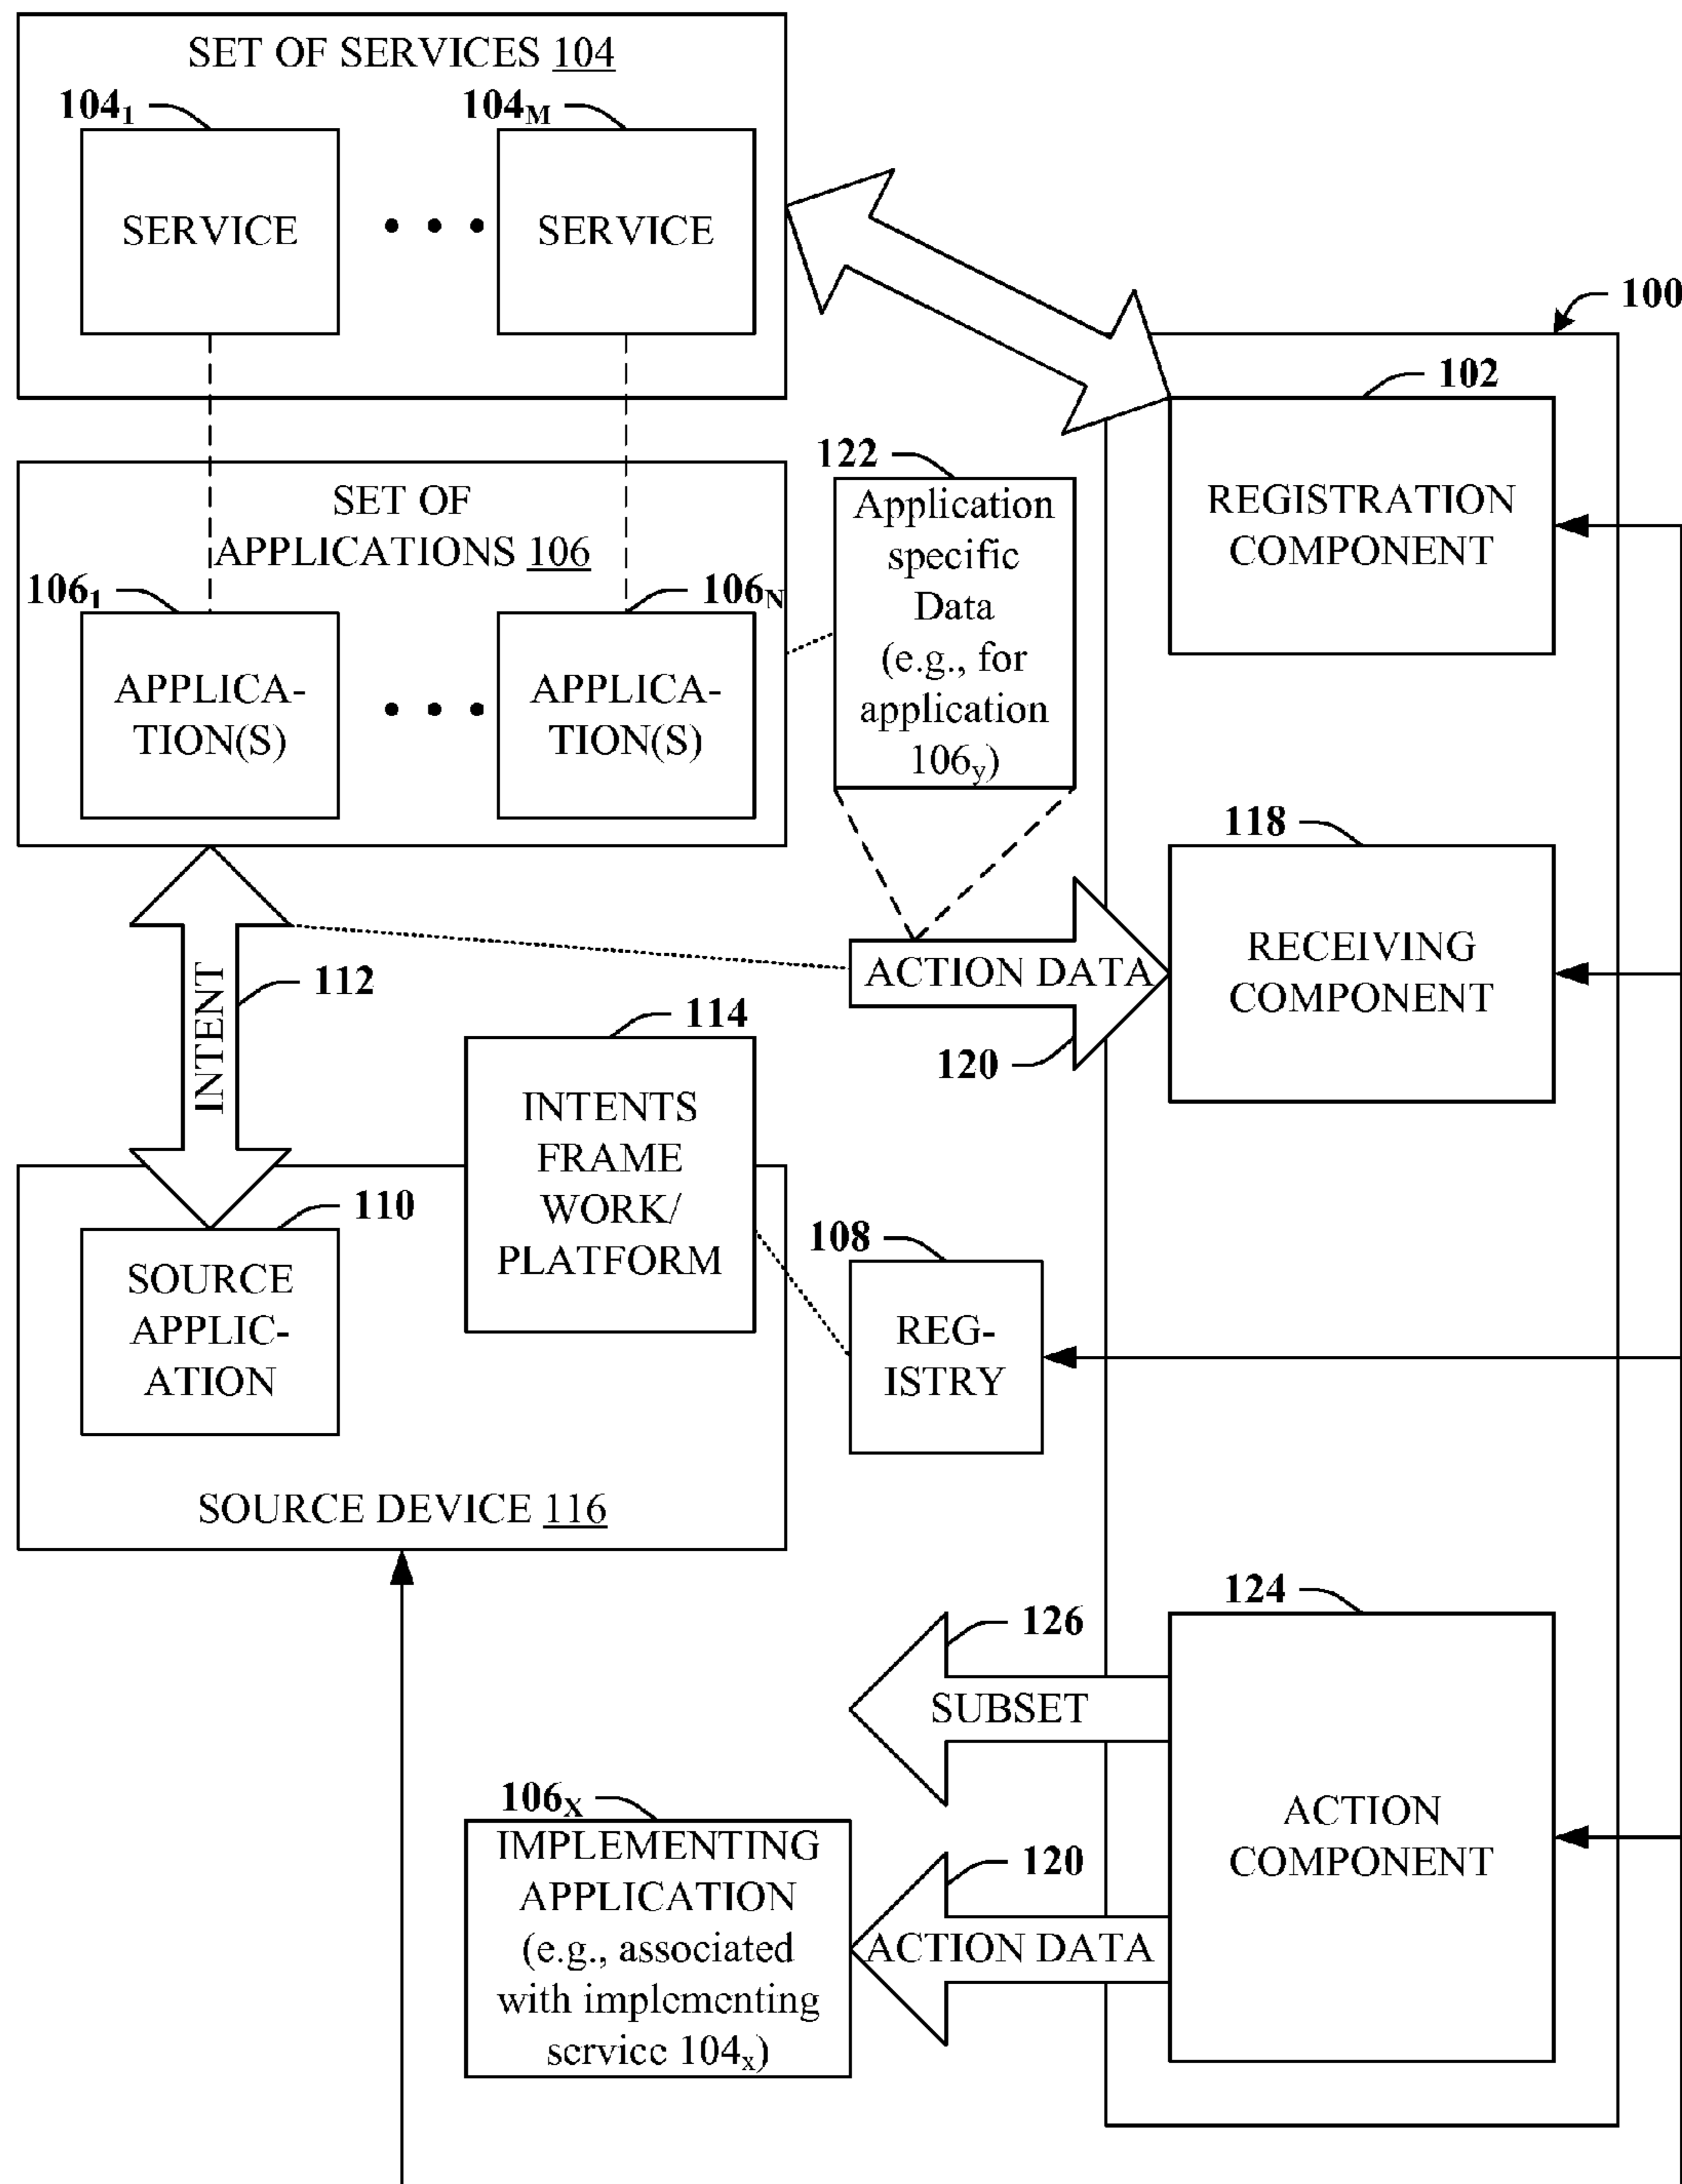 SET OF SERVICES 104
104₁
104M
SERVICE
• • •
SERVICE
100
102
REGISTRATION
COMPONENT
SET OF
APPLICATIONS 106
106₁
106N
APPLICA-
TION(S)
• • •
APPLICA-
TION(S)
122
Application
specific
Data
(e.g., for
application
106y)
118
RECEIVING
COMPONENT
ACTION DATA
120
INTENT
112
114
INTENTS
FRAME
WORK/
PLATFORM
110
SOURCE
APPLIC-
ATION
108
REG-
ISTRY
SOURCE DEVICE 116
124
ACTION
COMPONENT
126
SUBSET
106X
IMPLEMENTING
APPLICATION
(e.g., associated
with implementing
service 104x)
120
ACTION DATA